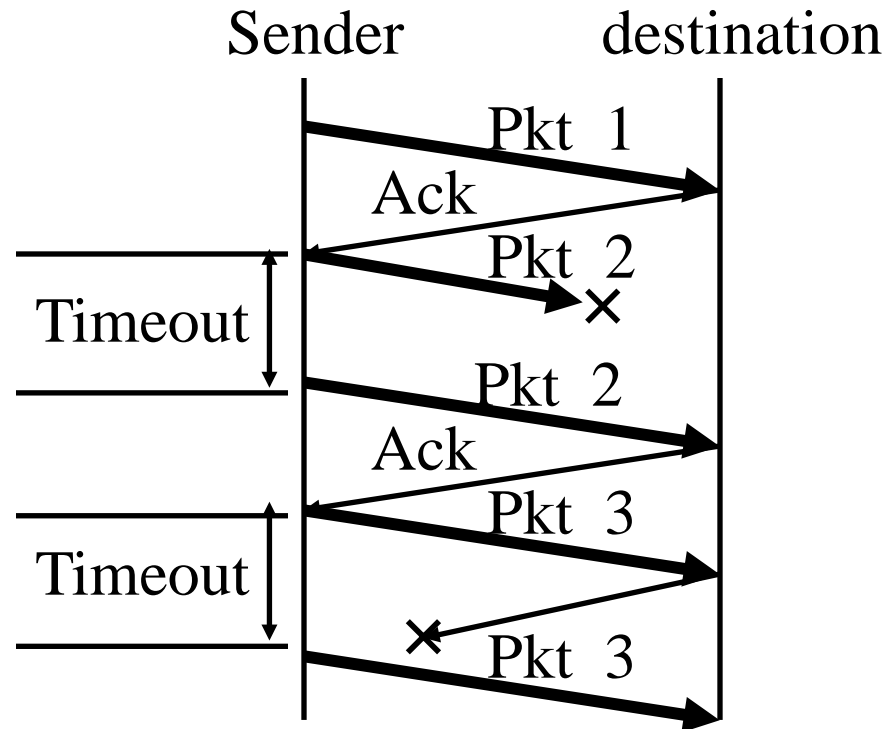 Sender destination
Pkt 1
Ack
Pkt 2
Timeout
Pkt 2
Ack
Pkt 3
Timeout
Pkt 3